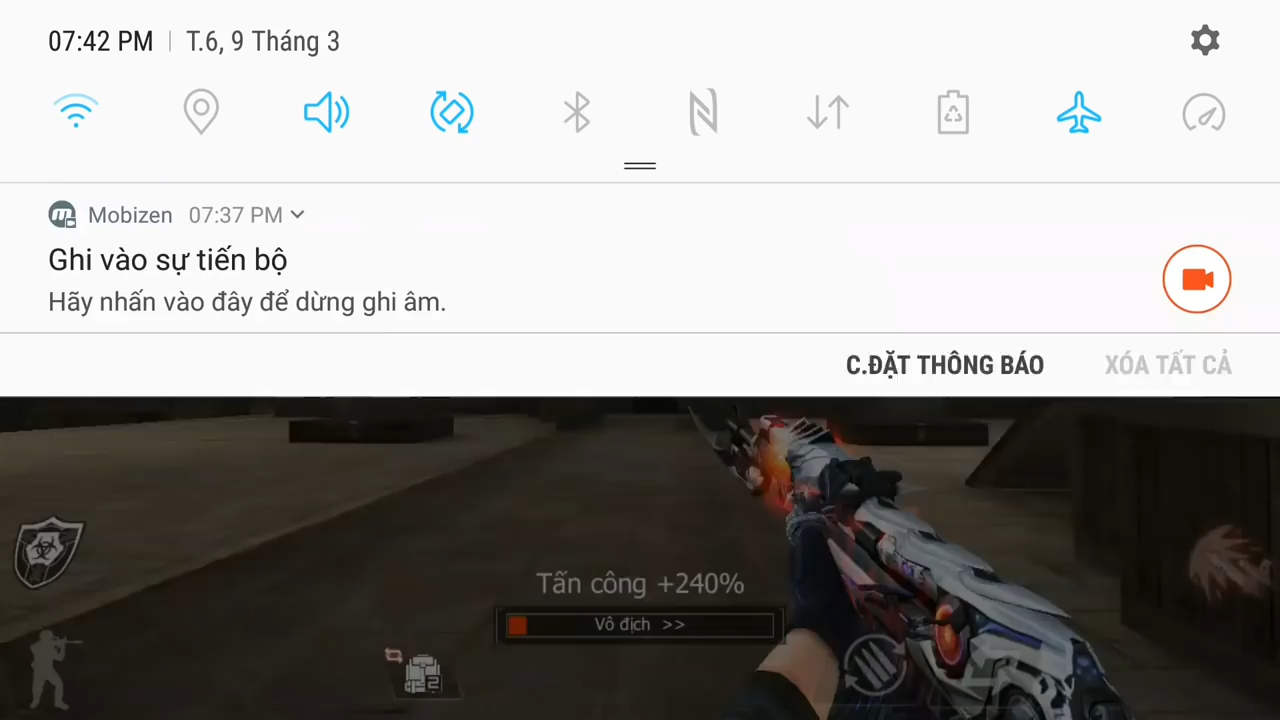 07:42 PM | T.6, 9 Tháng 3
Mobizen 07:37 PM
Ghi vào sự tiến bộ
Hãy nhấn vào đây để dừng ghi âm.
C.ĐẶT THÔNG BÁO XÓA TẤT CẢ
Tấn công +240%
Vô địch >>
2